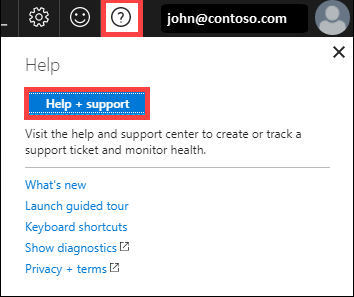 john@contoso.com
Help
Help + support
Visit the help and support center to create or track a
support ticket and monitor health.
What's new
Launch guided tour
Keyboard shortcuts
Show diagnostics
Privacy + terms